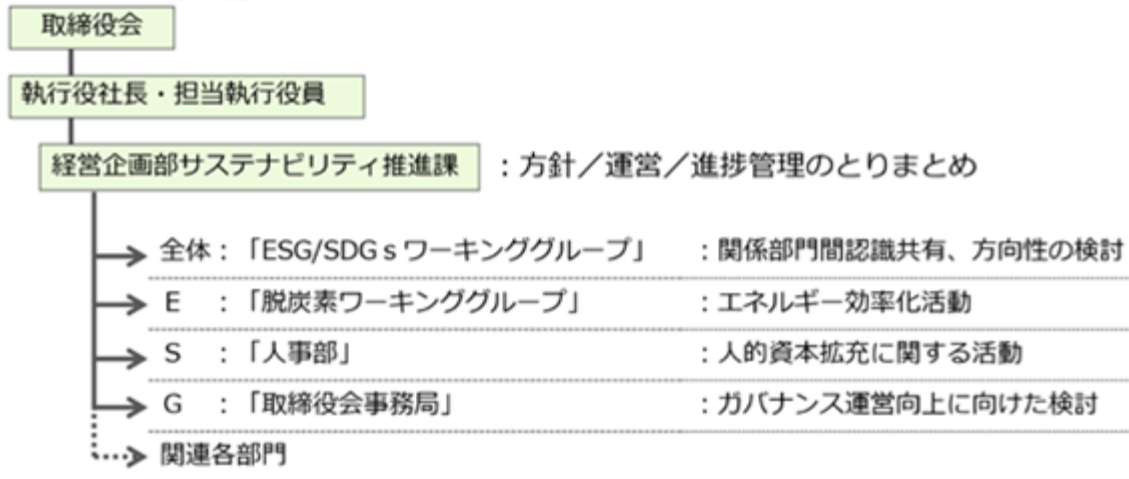 取締役会
執行役社長・担当執行役員
経営企画部サステナビリティ推進課 ：方針／運営／進捗管理のとりまとめ
全体：「ESG/SDGｓワーキンググループ」 ：関係部門間認識共有、方向性の検討
E ：「脱炭素ワーキンググループ」 ：エネルギー効率化活動
S ：「人事部」 ：人的資本拡充に関する活動
G ：「取締役会事務局」 ：ガバナンス運営向上に向けた検討
関連各部門